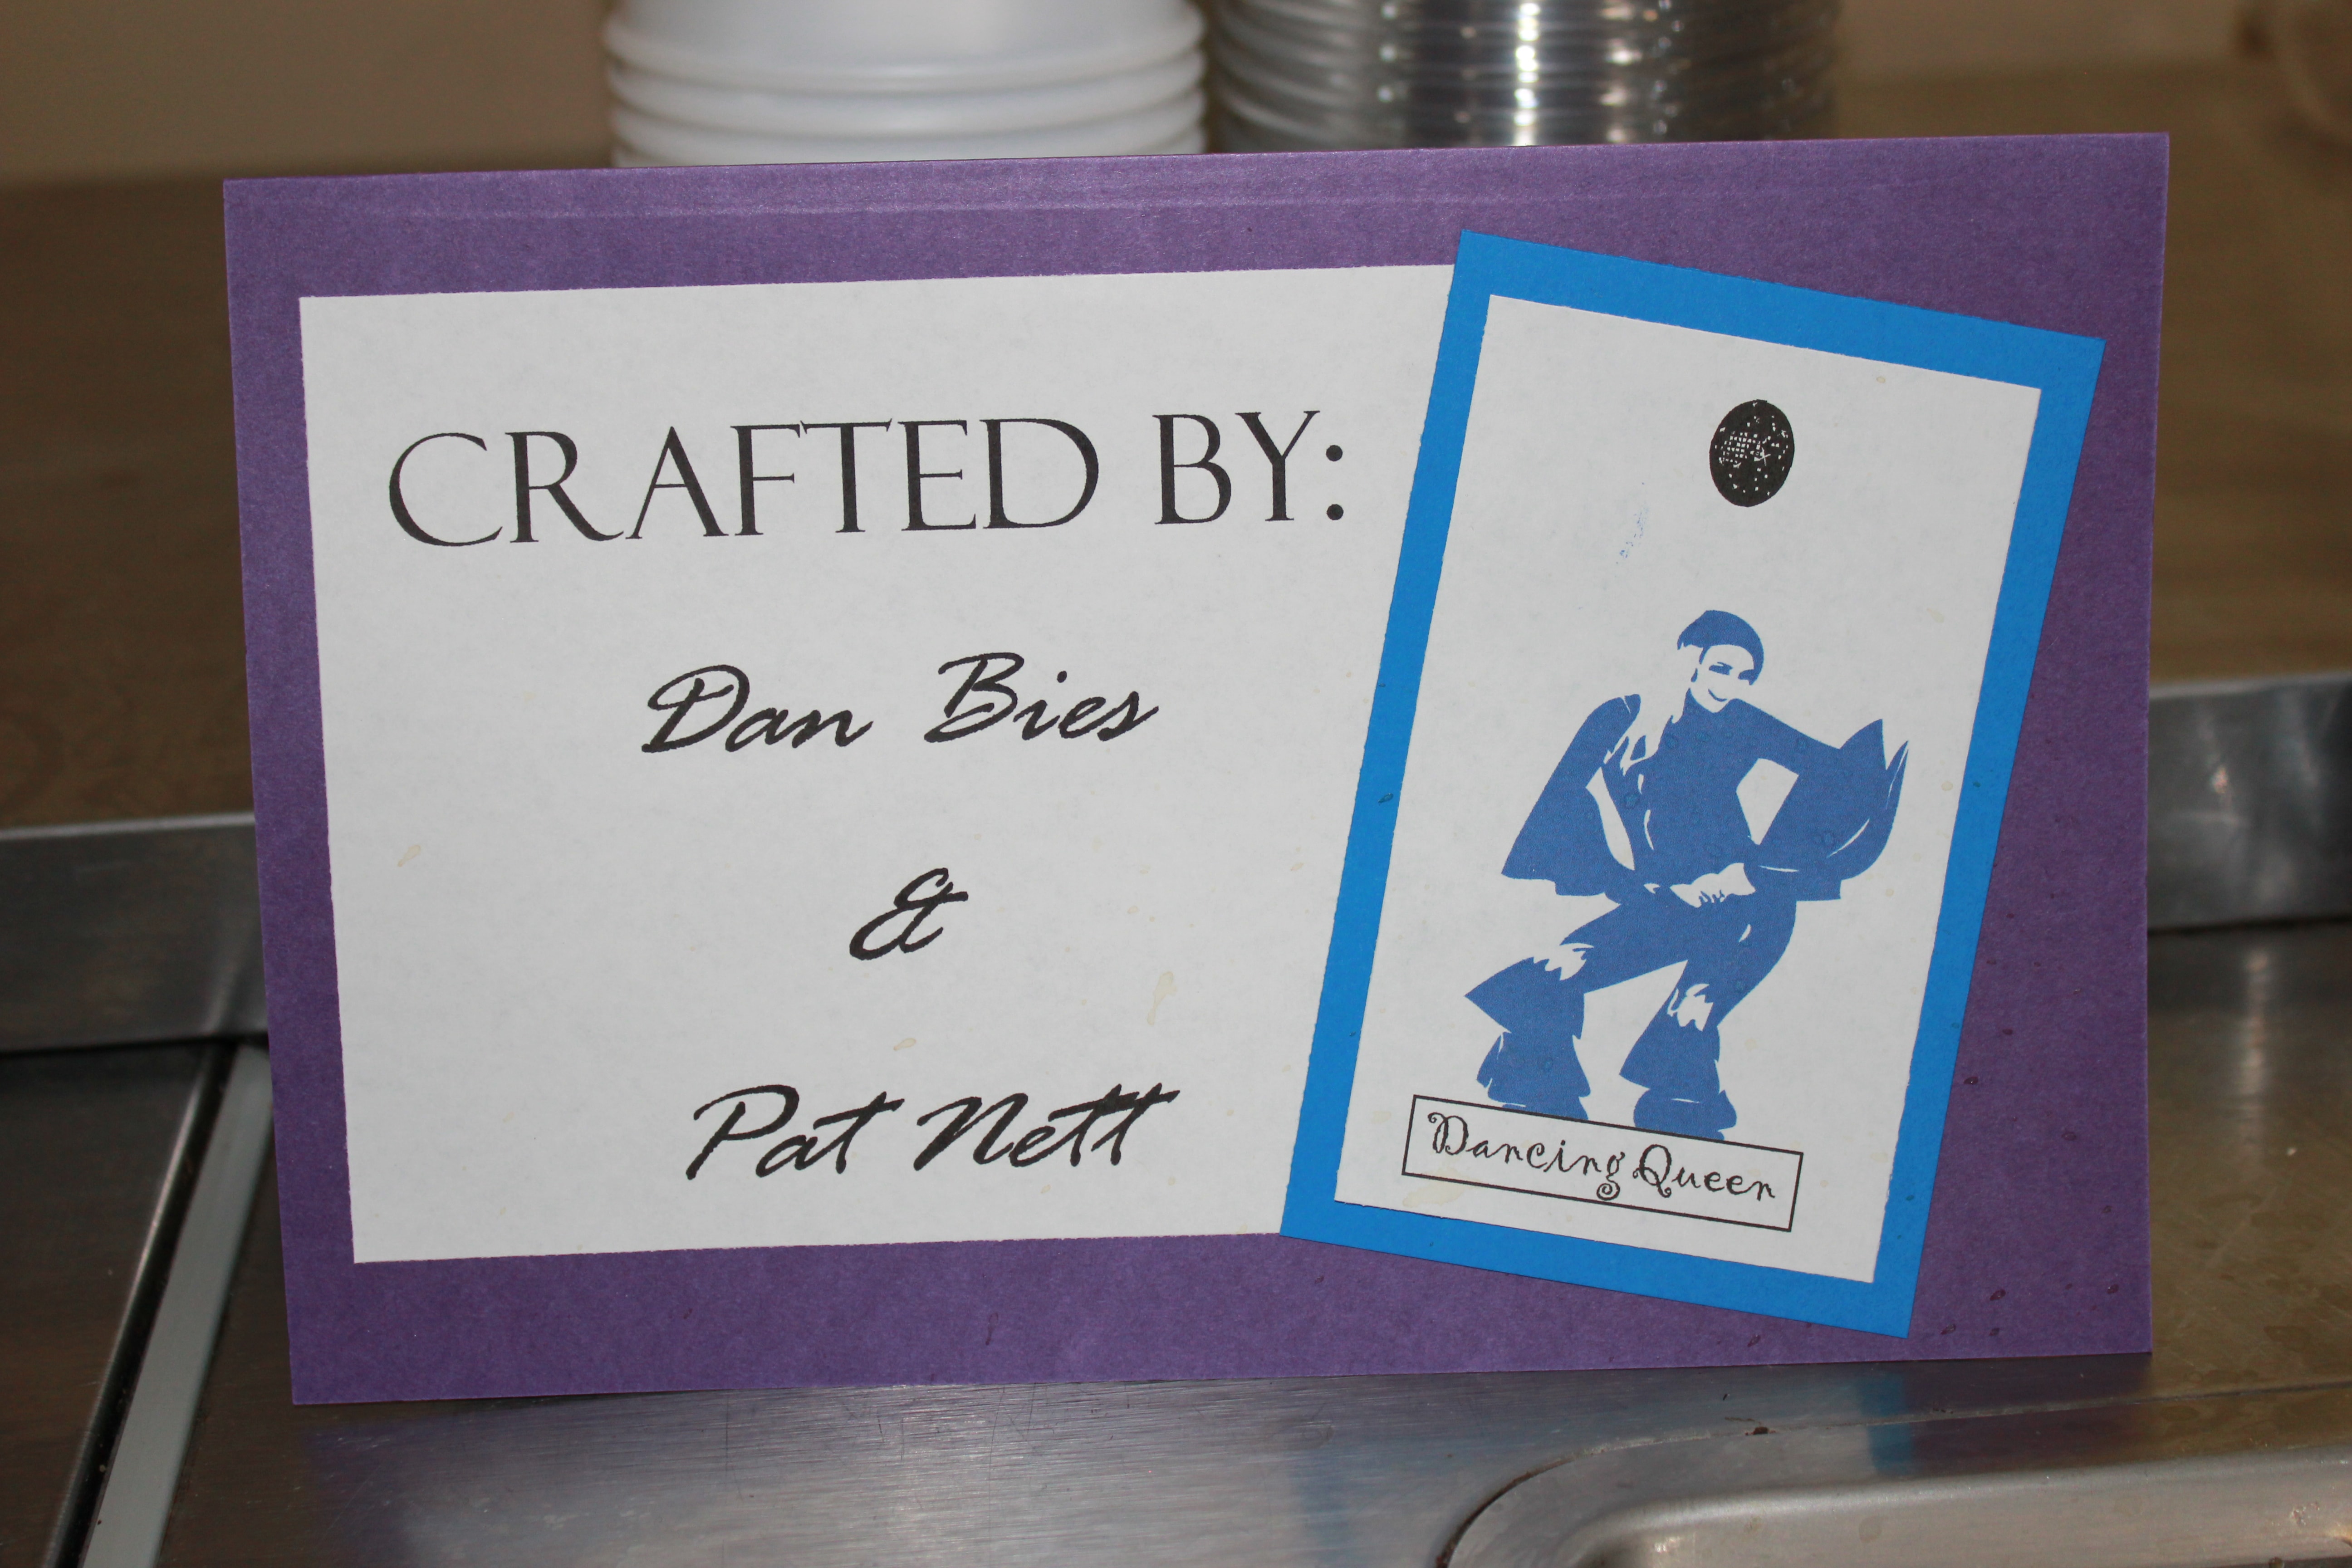 CRAFTED BY:
Dan Bies
&
Pat Nett
Dancing Queen